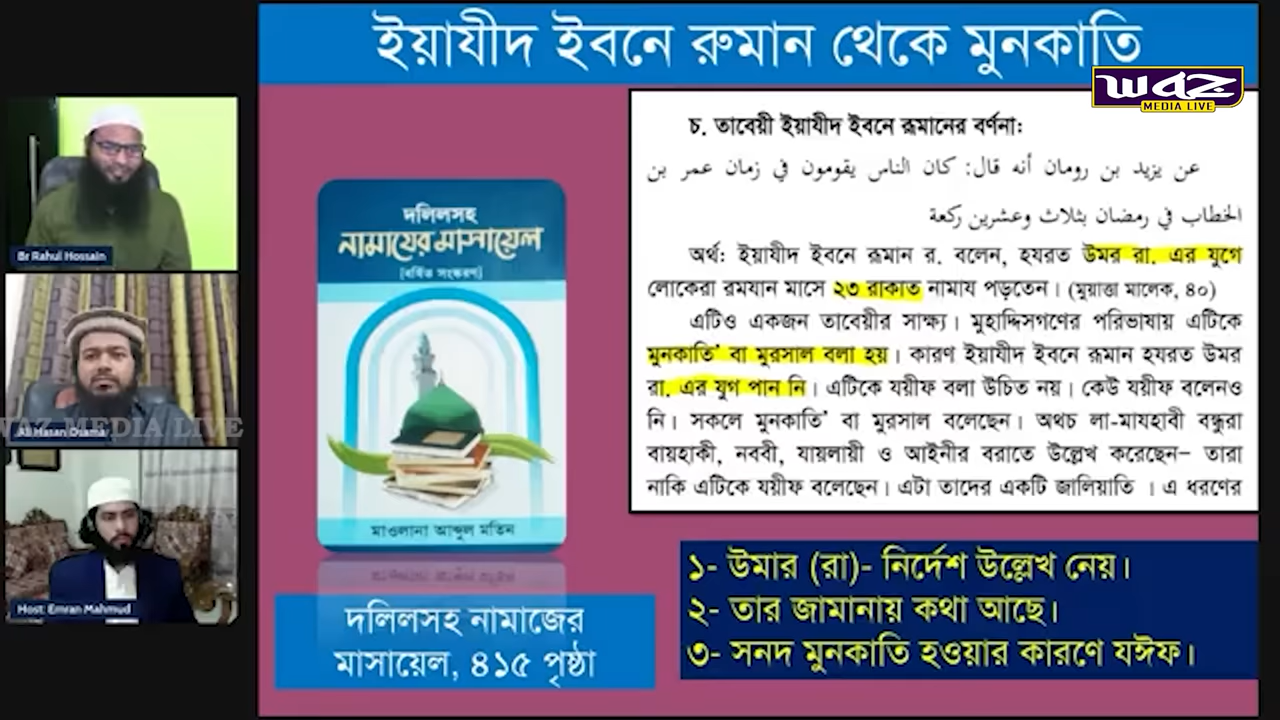 ইয়াযীদ ইবনে রুমান থেকে মুনকাতি
WAZ
MEDIA LIVE
Br Rahul Hossain
Ali Hasan Osama
WAZ MEDIA LIVE
Host: Emran Mahmud
দলিলসহ
নামাযের মাসায়েল
[বর্ধিত সংস্করণ]
মাওলানা আব্দুল মতিন
দলিলসহ নামাজের
মাসায়েল, ৪১৫ পৃষ্ঠা
চ. তাবেয়ী ইয়াযীদ ইবনে রূমানের বর্ণনা:
عن يزيد بن رومان أنه قال: كان الناس يقومون في زمان عمر بن
الخطاب في رمضان بثلاث وعشرين ركعة
অর্থ: ইয়াযীদ ইবনে রূমান র. বলেন, হযরত উমর রা. এর যুগে
লোকেরা রমযান মাসে ২৩ রাকাত নামায পড়তেন। (মুয়াত্তা মালেক, ৪০)
এটিও একজন তাবেয়ীর সাক্ষ্য। মুহাদ্দিসগণের পরিভাষায় এটিকে
মুনকাতি’ বা মুরসাল বলা হয়। কারণ ইয়াযীদ ইবনে রূমান হযরত উমর
রা. এর যুগ পান নি। এটিকে যয়ীফ বলা উচিত নয়। কেউ যয়ীফ বলেনও
নি। সকলে মুনকাতি’ বা মুরসাল বলেছেন। অথচ লা-মাযহাবী বন্ধুরা
বায়হাকী, নববী, যায়লায়ী ও আইনীর বরাতে উল্লেখ করেছেন– তারা
নাকি এটিকে যয়ীফ বলেছেন। এটা তাদের একটি জালিয়াতি । এ ধরণের
১- উমার (রা)- নির্দেশ উল্লেখ নেয়।
২- তার জামানায় কথা আছে।
৩- সনদ মুনকাতি হওয়ার কারণে যঈফ।